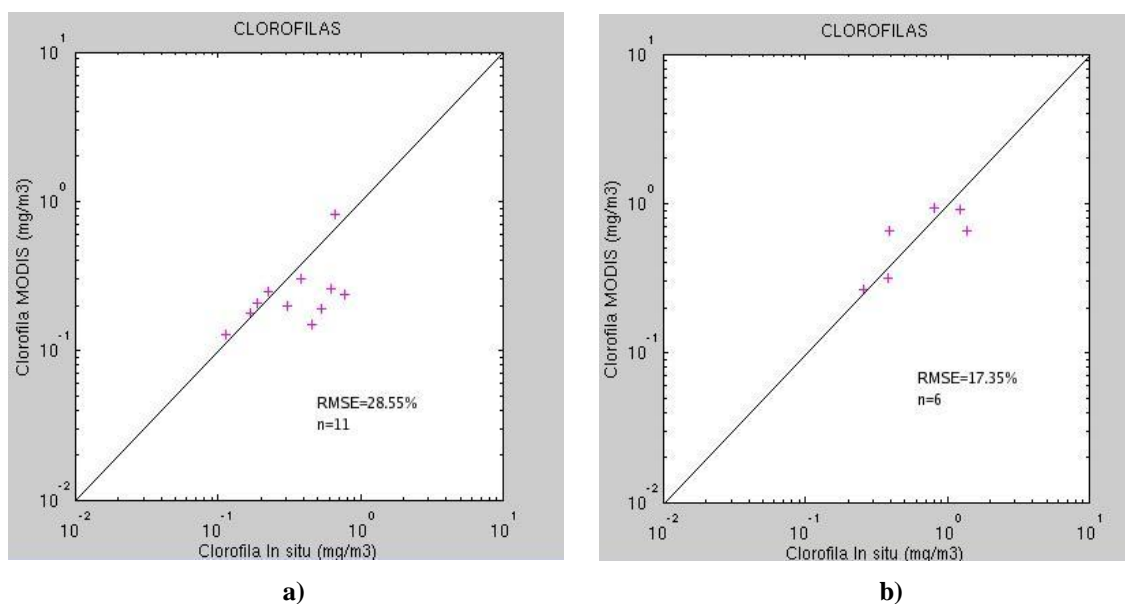 CLOROFILAS
10^1
10^0
10^-1
10^-2
Clorofila MODIS (mg/m3)
RMSE=28.55%
n=11
10^-2 10^-1 10^0 10^1
Clorofila In situ (mg/m3)
a)
CLOROFILAS
10^1
10^0
10^-1
10^-2
Clorofila MODIS (mg/m3)
RMSE=17.35%
n=6
10^-2 10^-1 10^0 10^1
Clorofila In situ (mg/m3)
b)